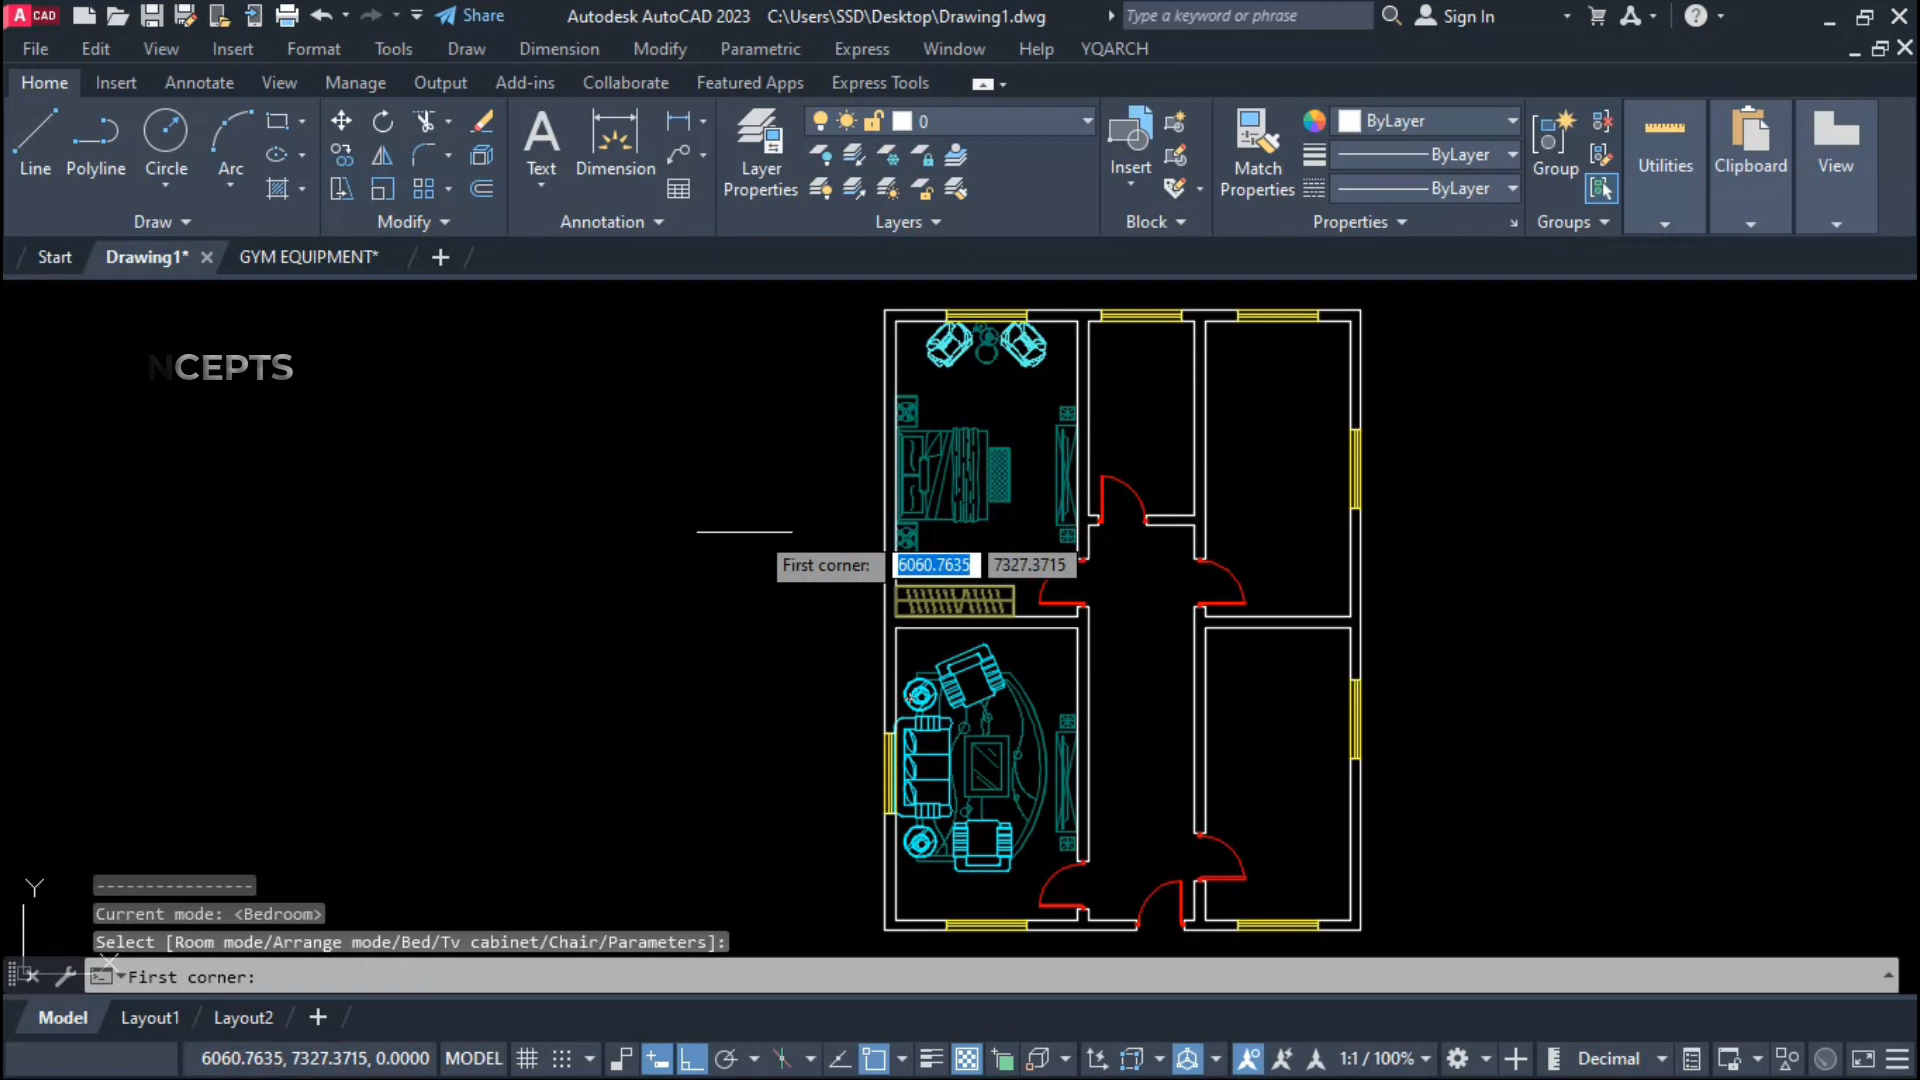 CAD Share Autodesk AutoCAD 2023 C:\Users\SSD\Desktop\Drawing1.dwg Type a keyword or phrase Sign In
File Edit View Insert Format Tools Draw Dimension Modify Parametric Express Window Help YQARCH
Home Insert Annotate View Manage Output Add-ins Collaborate Featured Apps Express Tools
0 ByLayer
ByLayer
Line Polyline Circle Arc Text Dimension Layer Properties Insert Match Properties ByLayer Group Utilities Clipboard View
Draw Modify Annotation Layers Block Properties Groups
Start Drawing1* GYM EQUIPMENT*
NCEPTS
First corner: 6060.7635 7327.3715
Y
----------------
Current mode: <Bedroom>
Select [Room mode/Arrange mode/Bed/Tv cabinet/Chair/Parameters]:
First corner:
Model Layout1 Layout2
6060.7635, 7327.3715, 0.0000 MODEL 1:1 / 100% Decimal